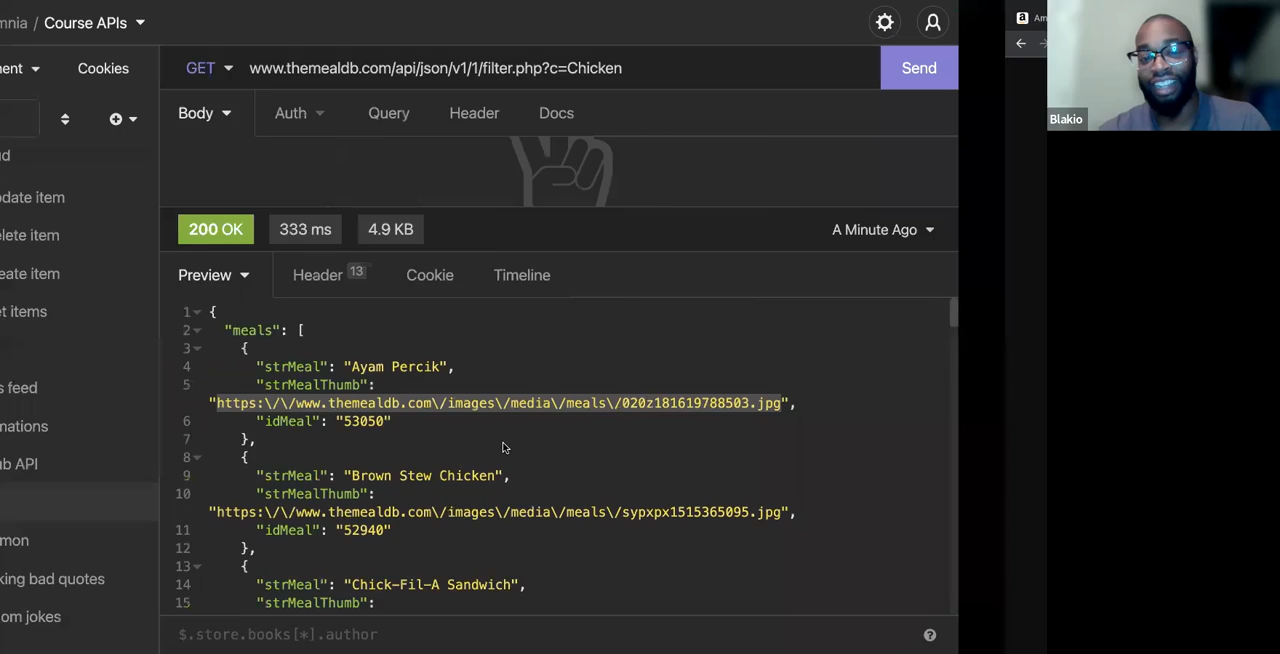 mnia / Course APIs
ment
Cookies
GET www.themealdb.com/api/json/v1/1/filter.php?c=Chicken Send
Body Auth Query Header Docs
date item
elete item
eate item
t items
s feed
mations
b API
mon
king bad quotes
om jokes
200 OK 333 ms 4.9 KB A Minute Ago
Preview Header 13 Cookie Timeline
1 {
2 "meals": [
3 {
4 "strMeal": "Ayam Percik",
5 "strMealThumb":
"https:\/\/www.themealdb.com\/images\/media\/meals\/020z181619788503.jpg",
6 "idMeal": "53050"
7 },
8 {
9 "strMeal": "Brown Stew Chicken",
10 "strMealThumb":
"https:\/\/www.themealdb.com\/images\/media\/meals\/sypxpx1515365095.jpg",
11 "idMeal": "52940"
12 },
13 {
14 "strMeal": "Chick-Fil-A Sandwich",
15 "strMealThumb":
$.store.books[*].author
a Am
Blakio